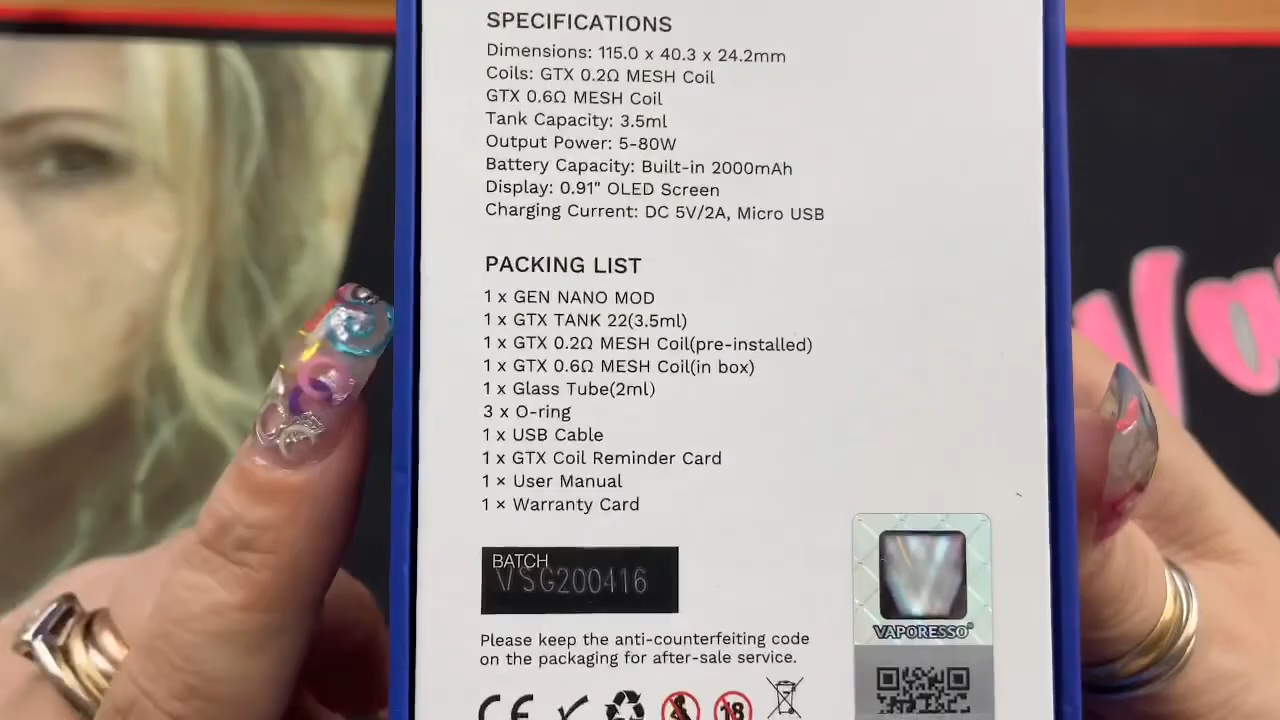 SPECIFICATIONS
Dimensions: 115.0 x 40.3 x 24.2mm
Coils: GTX 0.2Ω MESH Coil
GTX 0.6Ω MESH Coil
Tank Capacity: 3.5ml
Output Power: 5-80W
Battery Capacity: Built-in 2000mAh
Display: 0.91" OLED Screen
Charging Current: DC 5V/2A, Micro USB
PACKING LIST
1 x GEN NANO MOD
1 x GTX TANK 22(3.5ml)
1 x GTX 0.2Ω MESH Coil(pre-installed)
1 x GTX 0.6Ω MESH Coil(in box)
1 x Glass Tube(2ml)
3 x O-ring
1 x USB Cable
1 x GTX Coil Reminder Card
1 × User Manual
1 × Warranty Card
BATCH
VSG200416
Please keep the anti-counterfeiting code
on the packaging for after-sale service.
VAPORESSO®
CE
18